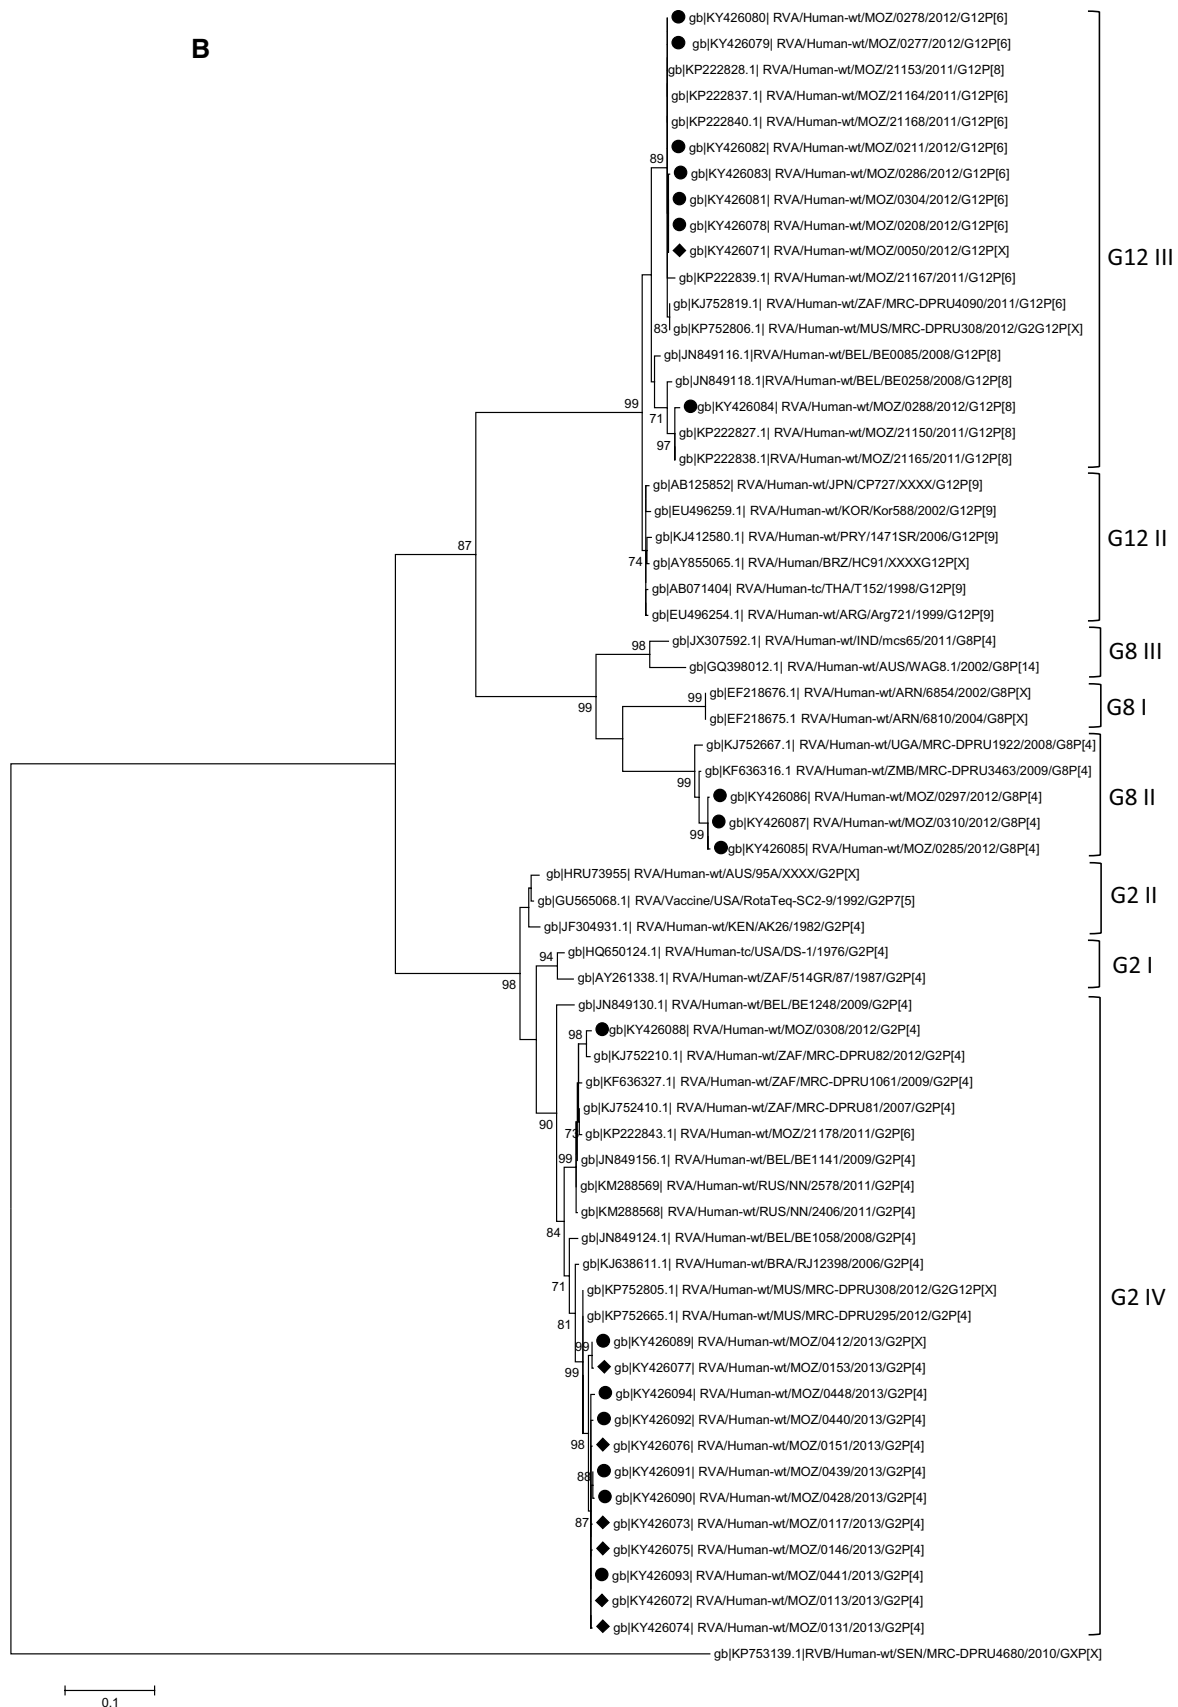 B
gb|KY426080| RVA/Human-wt/MOZ/0278/2012/G12P[6]
gb|KY426079| RVA/Human-wt/MOZ/0277/2012/G12P[6]
gb|KP222828.1| RVA/Human-wt/MOZ/21153/2011/G12P[8]
gb|KP222837.1| RVA/Human-wt/MOZ/21164/2011/G12P[6]
gb|KP222840.1| RVA/Human-wt/MOZ/21168/2011/G12P[6]
gb|KY426082| RVA/Human-wt/MOZ/0211/2012/G12P[6]
89
gb|KY426083| RVA/Human-wt/MOZ/0286/2012/G12P[6]
gb|KY426081| RVA/Human-wt/MOZ/0304/2012/G12P[6]
gb|KY426078| RVA/Human-wt/MOZ/0208/2012/G12P[6]
gb|KY426071| RVA/Human-wt/MOZ/0050/2012/G12P[X]
G12 III
gb|KP222839.1| RVA/Human-wt/MOZ/21167/2011/G12P[6]
gb|KJ752819.1| RVA/Human-wt/ZAF/MRC-DPRU4090/2011/G12P[6]
83 gb|KP752806.1| RVA/Human-wt/MUS/MRC-DPRU308/2012/G2G12P[X]
gb|JN849116.1|RVA/Human-wt/BEL/BE0085/2008/G12P[8]
gb|JN849118.1|RVA/Human-wt/BEL/BE0258/2008/G12P[8]
99
gb|KY426084| RVA/Human-wt/MOZ/0288/2012/G12P[8]
71
gb|KP222827.1| RVA/Human-wt/MOZ/21150/2011/G12P[8]
97
gb|KP222838.1|RVA/Human-wt/MOZ/21165/2011/G12P[8]
gb|AB125852| RVA/Human-wt/JPN/CP727/XXXX/G12P[9]
gb|EU496259.1| RVA/Human-wt/KOR/Kor588/2002/G12P[9]
gb|KJ412580.1| RVA/Human-wt/PRY/1471SR/2006/G12P[9]
G12 II
87
74
gb|AY855065.1| RVA/Human/BRZ/HC91/XXXXG12P[X]
gb|AB071404| RVA/Human-tc/THA/T152/1998/G12P[9]
gb|EU496254.1| RVA/Human-wt/ARG/Arg721/1999/G12P[9]
gb|JX307592.1| RVA/Human-wt/IND/mcs65/2011/G8P[4]
98
G8 III
gb|GQ398012.1| RVA/Human-wt/AUS/WAG8.1/2002/G8P[14]
gb|EF218676.1| RVA/Human-wt/ARN/6854/2002/G8P[X]
99
99
G8 I
gb|EF218675.1 RVA/Human-wt/ARN/6810/2004/G8P[X]
gb|KJ752667.1| RVA/Human-wt/UGA/MRC-DPRU1922/2008/G8P[4]
gb|KF636316.1 RVA/Human-wt/ZMB/MRC-DPRU3463/2009/G8P[4]
99
gb|KY426086| RVA/Human-wt/MOZ/0297/2012/G8P[4]
G8 II
gb|KY426087| RVA/Human-wt/MOZ/0310/2012/G8P[4]
99
gb|KY426085| RVA/Human-wt/MOZ/0285/2012/G8P[4]
gb|HRU73955| RVA/Human-wt/AUS/95A/XXXX/G2P[X]
G2 II
gb|GU565068.1| RVA/Vaccine/USA/RotaTeq-SC2-9/1992/G2P7[5]
gb|JF304931.1| RVA/Human-wt/KEN/AK26/1982/G2P[4]
gb|HQ650124.1| RVA/Human-tc/USA/DS-1/1976/G2P[4]
94
G2 I
98
gb|AY261338.1| RVA/Human-wt/ZAF/514GR/87/1987/G2P[4]
gb|JN849130.1| RVA/Human-wt/BEL/BE1248/2009/G2P[4]
98 gb|KY426088| RVA/Human-wt/MOZ/0308/2012/G2P[4]
gb|KJ752210.1| RVA/Human-wt/ZAF/MRC-DPRU82/2012/G2P[4]
gb|KF636327.1| RVA/Human-wt/ZAF/MRC-DPRU1061/2009/G2P[4]
gb|KJ752410.1| RVA/Human-wt/ZAF/MRC-DPRU81/2007/G2P[4]
90
73 gb|KP222843.1| RVA/Human-wt/MOZ/21178/2011/G2P[6]
99 gb|JN849156.1| RVA/Human-wt/BEL/BE1141/2009/G2P[4]
gb|KM288569| RVA/Human-wt/RUS/NN/2578/2011/G2P[4]
gb|KM288568| RVA/Human-wt/RUS/NN/2406/2011/G2P[4]
84
gb|JN849124.1| RVA/Human-wt/BEL/BE1058/2008/G2P[4]
gb|KJ638611.1| RVA/Human-wt/BRA/RJ12398/2006/G2P[4]
71
gb|KP752805.1| RVA/Human-wt/MUS/MRC-DPRU308/2012/G2G12P[X]
G2 IV
gb|KP752665.1| RVA/Human-wt/MUS/MRC-DPRU295/2012/G2P[4]
81
99 gb|KY426089| RVA/Human-wt/MOZ/0412/2013/G2P[X]
99
gb|KY426077| RVA/Human-wt/MOZ/0153/2013/G2P[4]
gb|KY426094| RVA/Human-wt/MOZ/0448/2013/G2P[4]
gb|KY426092| RVA/Human-wt/MOZ/0440/2013/G2P[4]
98 gb|KY426076| RVA/Human-wt/MOZ/0151/2013/G2P[4]
88 gb|KY426091| RVA/Human-wt/MOZ/0439/2013/G2P[4]
gb|KY426090| RVA/Human-wt/MOZ/0428/2013/G2P[4]
87 gb|KY426073| RVA/Human-wt/MOZ/0117/2013/G2P[4]
gb|KY426075| RVA/Human-wt/MOZ/0146/2013/G2P[4]
gb|KY426093| RVA/Human-wt/MOZ/0441/2013/G2P[4]
gb|KY426072| RVA/Human-wt/MOZ/0113/2013/G2P[4]
gb|KY426074| RVA/Human-wt/MOZ/0131/2013/G2P[4]
gb|KP753139.1|RVB/Human-wt/SEN/MRC-DPRU4680/2010/GXP[X]
0.1